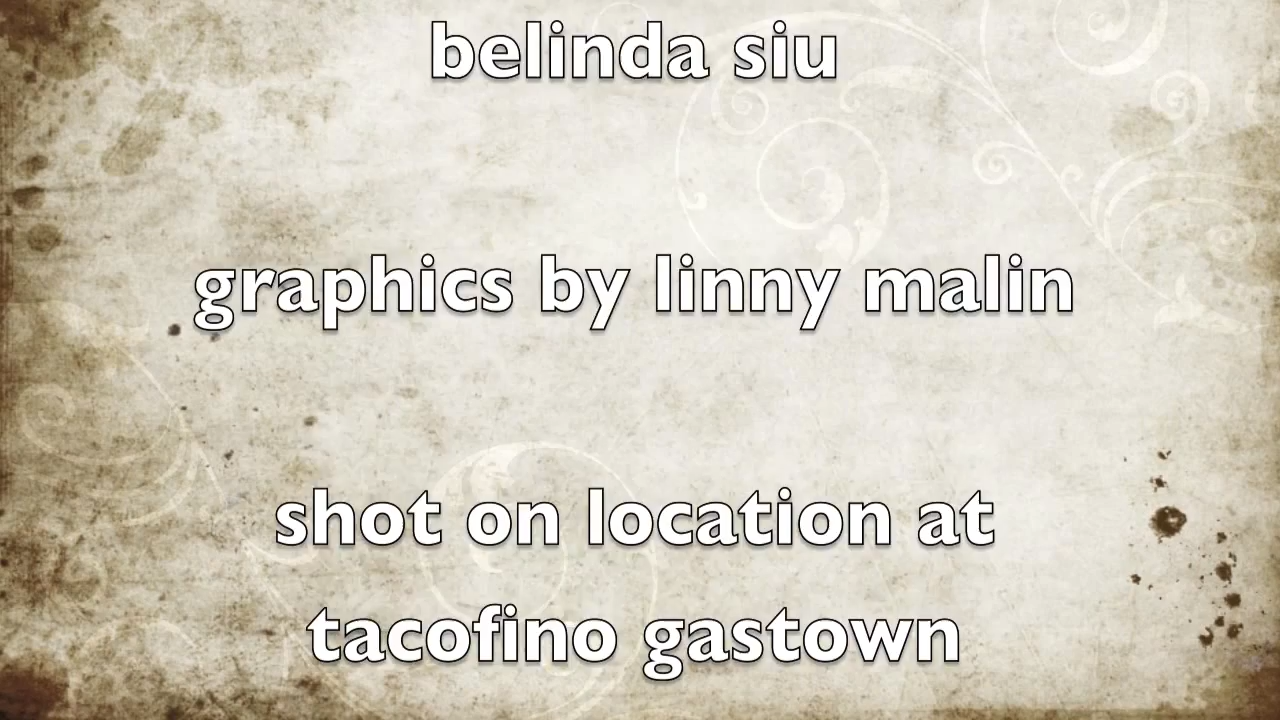 belinda siu
graphics by linny malin
shot on location at
tacofino gastown